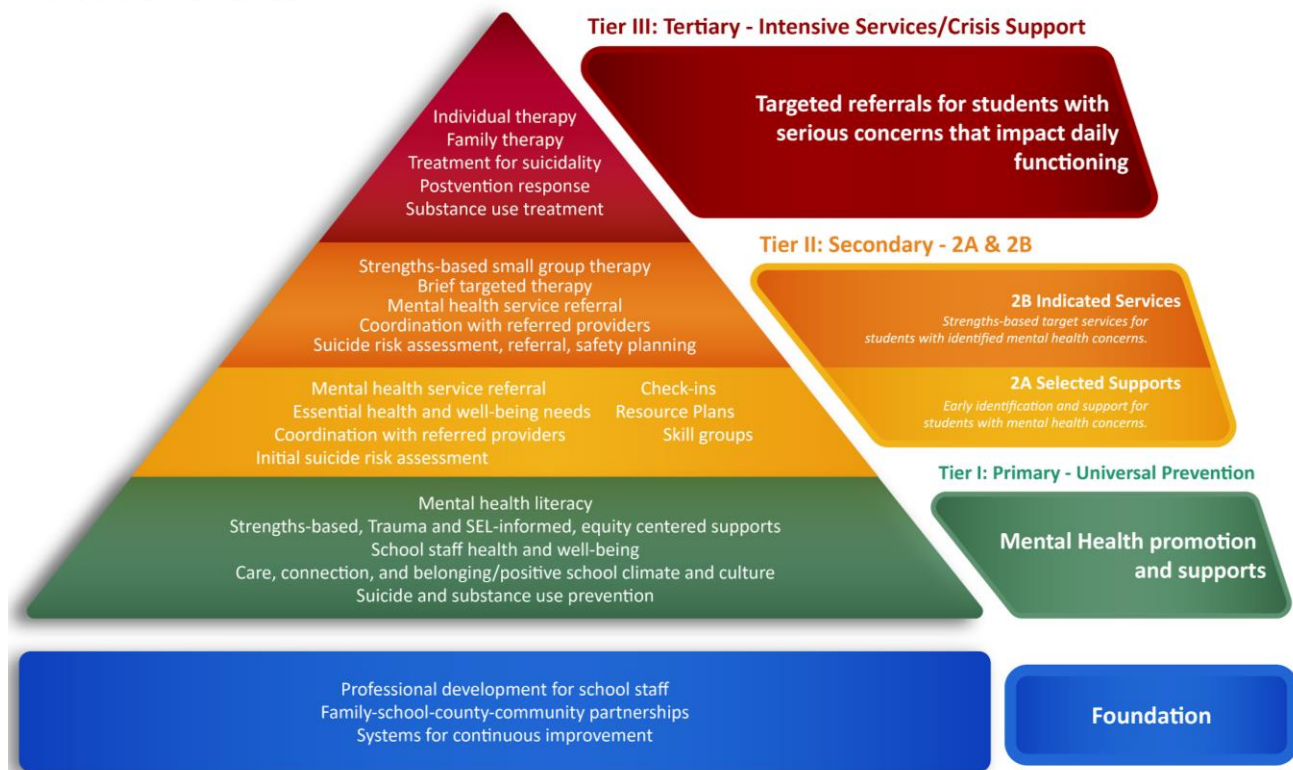 Tier III: Tertiary - Intensive Services/Crisis Support
Targeted referrals for students with
serious concerns that impact daily
functioning
Individual therapy
Family therapy
Treatment for suicidality
Postvention response
Substance use treatment
Tier II: Secondary - 2A & 2B
Strengths-based small group therapy
Brief targeted therapy
Mental health service referral
Coordination with referred providers
Suicide risk assessment, referral, safety planning
2B Indicated Services
Strengths-based target services for
students with identified mental health concerns.
Mental health service referral
Essential health and well-being needs
Coordination with referred providers
Initial suicide risk assessment
Check-ins
Resource Plans
Skill groups
2A Selected Supports
Early identification and support for
students with mental health concerns.
Tier I: Primary - Universal Prevention
Mental health literacy
Strengths-based, Trauma and SEL-informed, equity centered supports
School staff health and well-being
Care, connection, and belonging/positive school climate and culture
Suicide and substance use prevention
Mental Health promotion
and supports
Professional development for school staff
Family-school-county-community partnerships
Systems for continuous improvement
Foundation